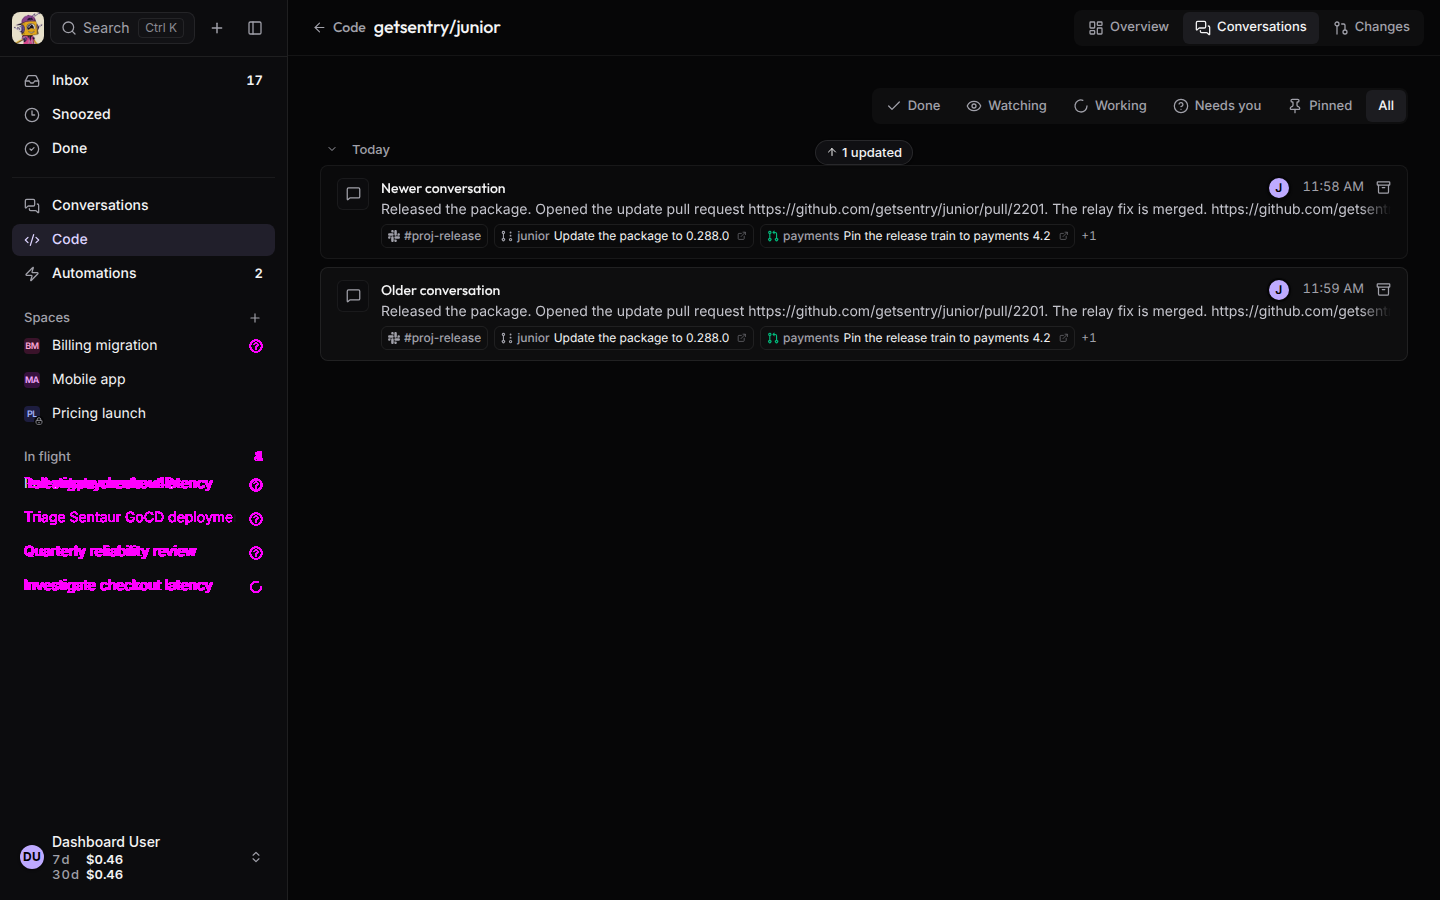 Search Ctrl K
Inbox 17
Snoozed
Done
Conversations
Code
Automations 2
Spaces
BM Billing migration
MA Mobile app
PL Pricing launch
In flight
Triage Sentaur GoCD deployme
Quarterly reliability review
Investigate checkout latency
DU Dashboard User
7d $0.46
30d $0.46
Code getsentry/junior
Overview Conversations Changes
Done Watching Working Needs you Pinned All
Today
1 updated
Newer conversation J 11:58 AM
Released the package. Opened the update pull request https://github.com/getsentry/junior/pull/2201. The relay fix is merged. https://github.com/getsent
#proj-release junior Update the package to 0.288.0 payments Pin the release train to payments 4.2 +1
Older conversation J 11:59 AM
Released the package. Opened the update pull request https://github.com/getsentry/junior/pull/2201. The relay fix is merged. https://github.com/getsent
#proj-release junior Update the package to 0.288.0 payments Pin the release train to payments 4.2 +1